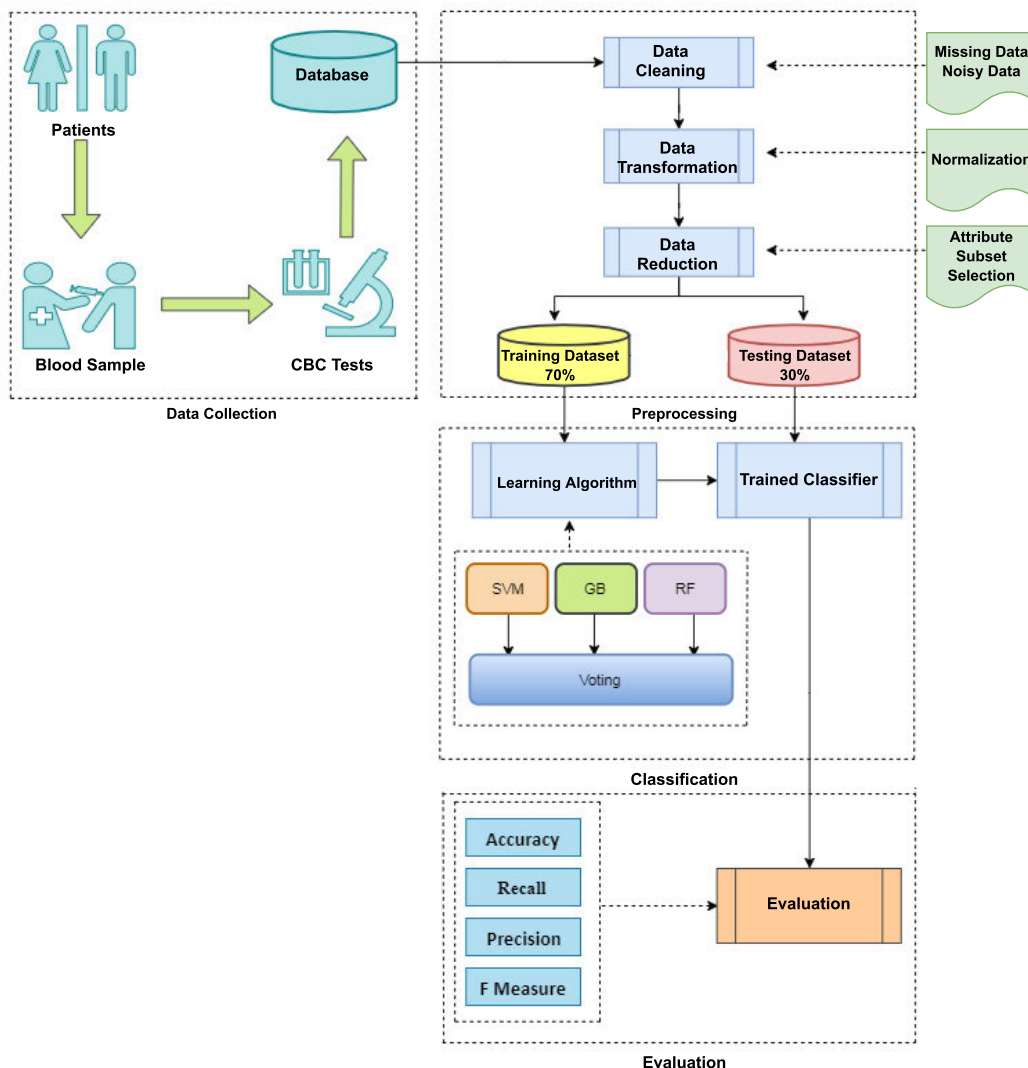 Patients
Database
Blood Sample
CBC Tests
Data Collection
Data
Cleaning
Missing Data
Noisy Data
Data
Transformation
Normalization
Data
Reduction
Attribute
Subset
Selection
Training Dataset
70%
Testing Dataset
30%
Preprocessing
Learning Algorithm
Trained Classifier
SVM
GB
RF
Voting
Classification
Accuracy
Recall
Precision
F Measure
Evaluation
Evaluation